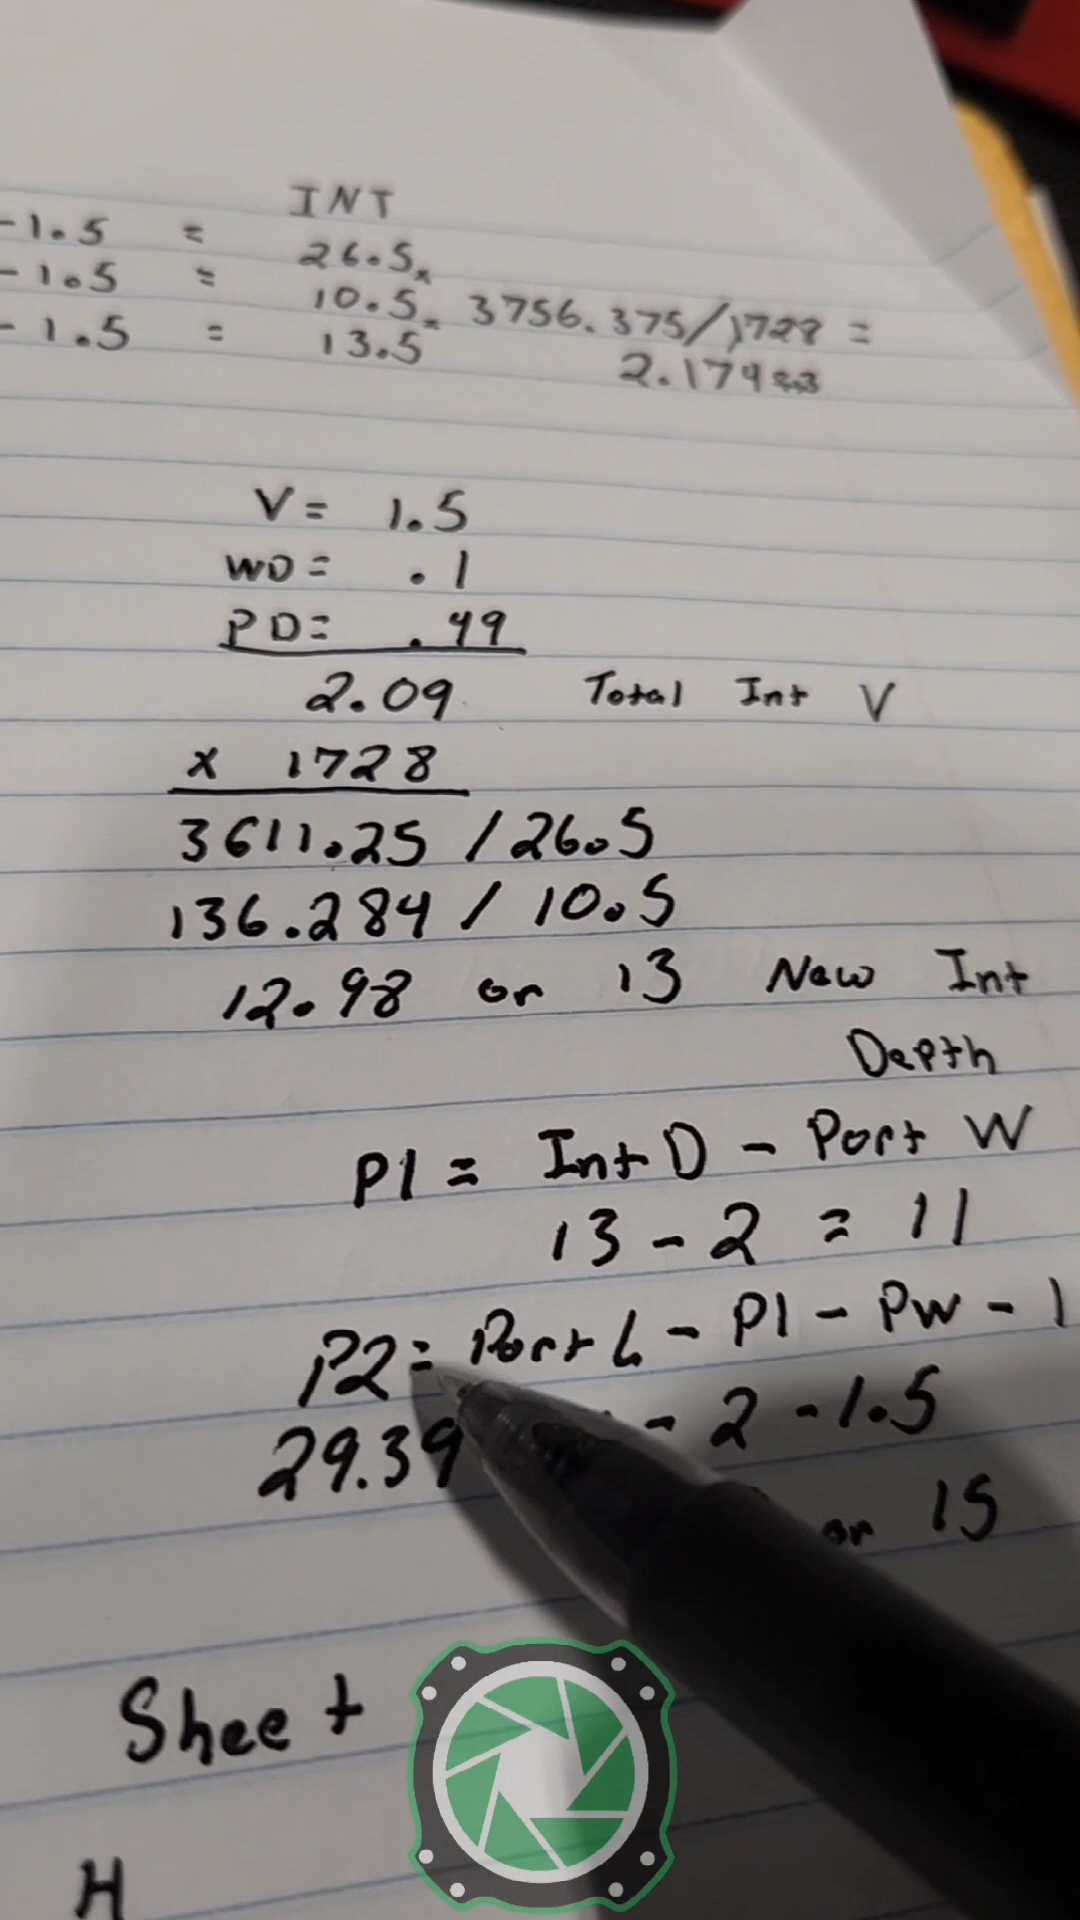 INT
-1.5 = 26.5x
-1.5 = 10.5x 3756.375/1728 =
-1.5 = 13.5 2.1738
V= 1.5
WD= .1
PD= .49
2.09 Total Int V
x 1728
3611.25 / 26.5
136.284 / 10.5
12.98 or 13 New Int
Depth
P1 = Int D - Port W
13 - 2 = 11
P2= Port L - P1 - PW - 1
29.39 - 2 - 1.5
or 15
Sheet
H